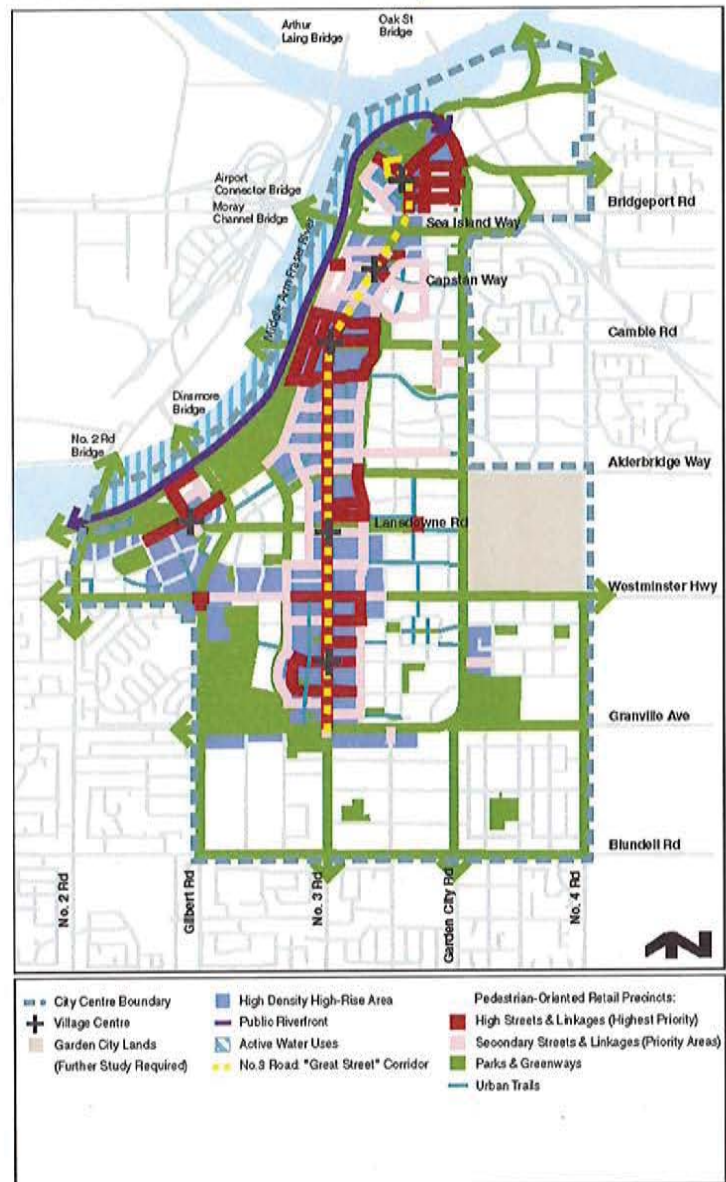 Arthur
Laing Bridge
Oak St
Bridge
Airport
Connector Bridge
Moray
Channel Bridge
Bridgeport Rd
Sea Island Way
Middle Arm Fraser River
Capstan Way
Cambie Rd
Dinsmore
Bridge
No. 2 Rd
Bridge
Alderbridge Way
Lansdowne Rd
Westminster Hwy
Granville Ave
Blundell Rd
No. 2 Rd
Gilbert Rd
No. 3 Rd
Garden City Rd
No. 4 Rd
N
City Centre Boundary
Village Centre
Garden City Lands
(Further Study Required)
High Density High-Rise Area
Public Riverfront
Active Water Uses
No.3 Road "Great Street" Corridor
Pedestrian-Oriented Retail Precincts:
High Streets & Linkages (Highest Priority)
Secondary Streets & Linkages (Priority Areas)
Parks & Greenways
Urban Trails